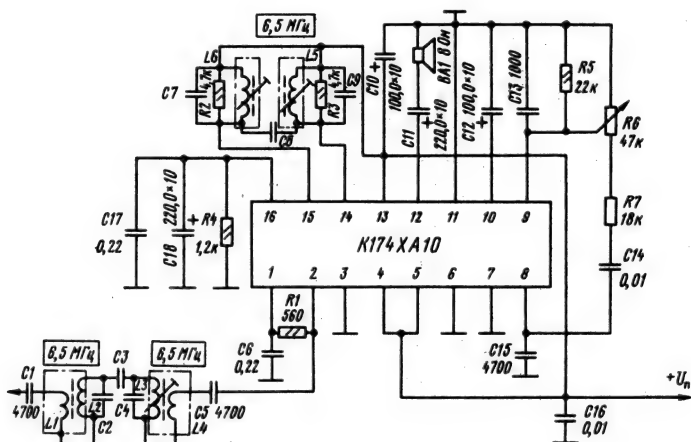 6,5 МГц
L6
L5
C7
R2
4,7к
4,7к
R3
C9
C8
C10
100,0×10
BA1 8 Ом
C11
220,0×10
C12
100,0×10
C13 1000
R5
22к
R6
47к
R7
18к
C14
0,01
C17
0,22
C18
220,0×10
R4
1,2к
16
15
14
13
12
11
10
9
К174ХА10
1
2
3
4
5
6
7
8
R1
560
C6
0,22
C15
4700
+Uп
C16
0,01
6,5 МГц
C3
6,5 МГц
C1
4700
L1
L2
C2
C4
L3
L4
C5
4700